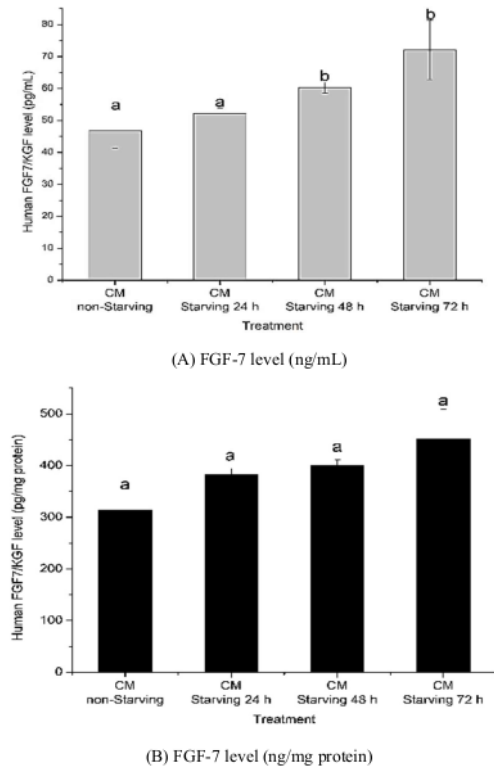 Human FGF7/KGF level (pg/mL)
80
70
60
50
40
30
20
10
0
a
a
b
b
CM
non-Starving
CM
Starving 24 h
CM
Starving 48 h
CM
Starving 72 h
Treatment
(A) FGF-7 level (ng/mL)
Human FGF7/KGF level (pg/mg protein)
500
400
300
200
100
0
a
a
a
a
CM
non-Starving
CM
Starving 24 h
CM
Starving 48 h
CM
Starving 72 h
Treatment
(B) FGF-7 level (ng/mg protein)